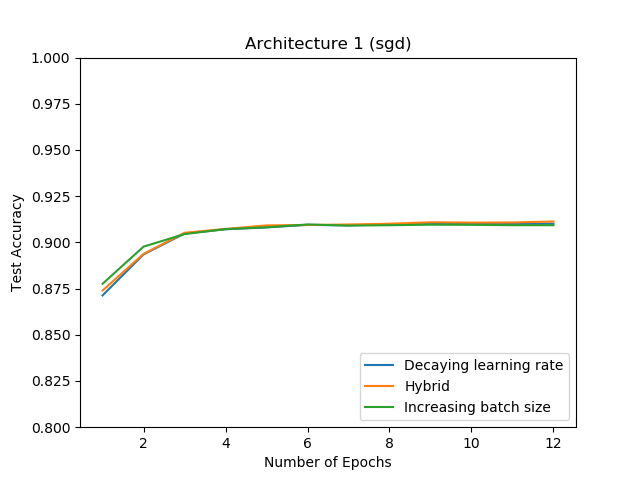 Architecture 1 (sgd)
1.000
0.975
0.950
0.925
0.900
0.875
0.850
0.825
0.800
Test Accuracy
2 4 6 8 10 12
Number of Epochs
Decaying learning rate
Hybrid
Increasing batch size